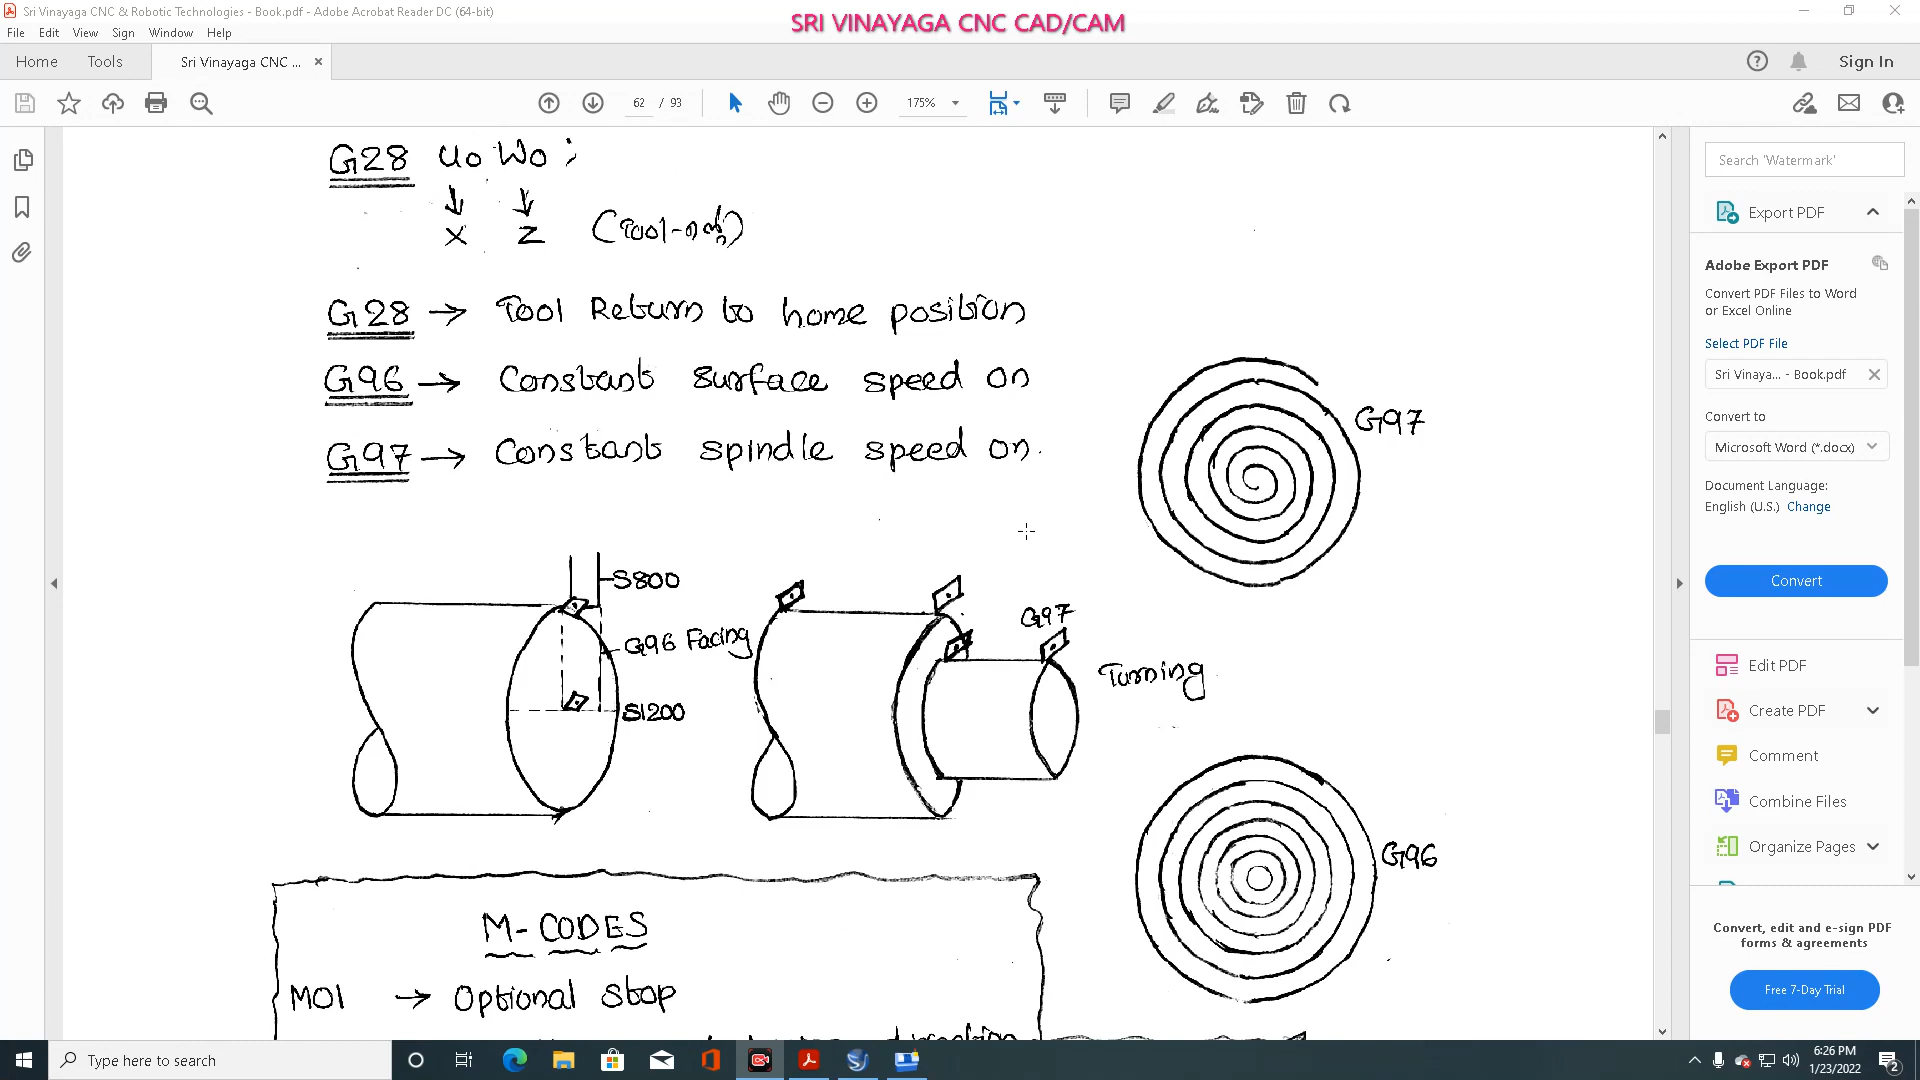 Sri Vinayaga CNC & Robotic Technologies - Book.pdf - Adobe Acrobat Reader DC (64-bit)
SRI VINAYAGA CNC CAD/CAM
File Edit View Sign Window Help
Home Tools Sri Vinayaga CNC ... Sign In
62 / 93 175%
G28 U0 W0 ;
X Z
G28 → Tool Return to home position
G96 → Constant surface speed on
G97 → Constant spindle speed on.
G97
S800
G96 Facing
S1200
G97
Turning
G96
M-CODES
M01 → Optional stop
direction
Search 'Watermark'
Export PDF
Adobe Export PDF
Convert PDF Files to Word
or Excel Online
Select PDF File
Sri Vinaya... - Book.pdf
Convert to
Microsoft Word (*.docx)
Document Language:
English (U.S.) Change
Convert
Edit PDF
Create PDF
Comment
Combine Files
Organize Pages
Convert, edit and e-sign PDF
forms & agreements
Free 7-Day Trial
Type here to search
6:26 PM
1/23/2022
2